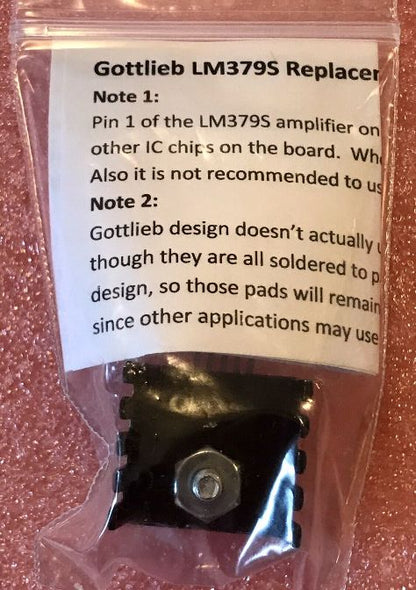 Gottlieb LM379S Replacer
Note 1:
Pin 1 of the LM379S amplifier on
other IC chips on the board. Wh
Also it is not recommended to us
Note 2:
Gottlieb design doesn't actually u
though they are all soldered to p
design, so those pads will remain
since other applications may use